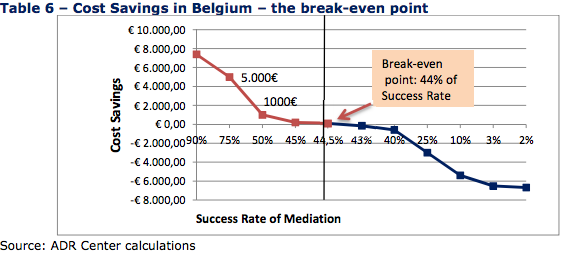 Table 6 – Cost Savings in Belgium – the break-even point
€ 10.000,00
€ 8.000,00
€ 6.000,00
€ 4.000,00
€ 2.000,00
€ 0,00
-€ 2.000,00
-€ 4.000,00
-€ 6.000,00
-€ 8.000,00
Cost Savings
5.000€
1000€
Break-even
point: 44% of
Success Rate
90% 75% 50% 45% 44,5% 43% 40% 25% 10% 3% 2%
Success Rate of Mediation
Source: ADR Center calculations